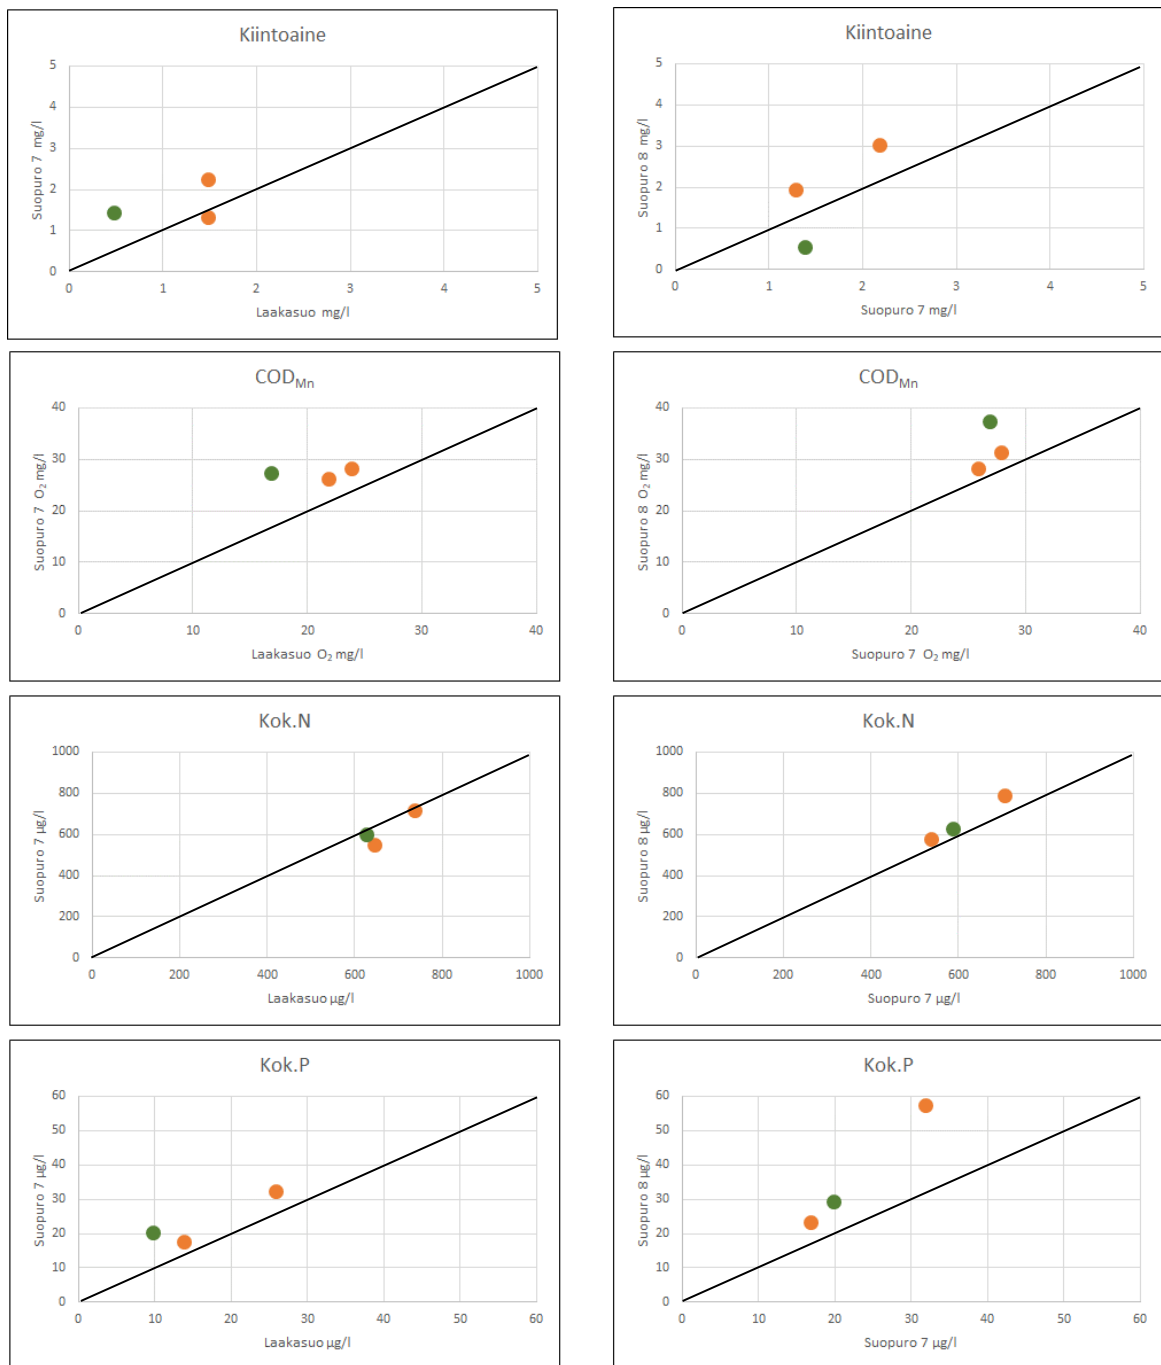 Kiintoaine
5
4
3
2
1
0
Suopuro 7 mg/l
0 1 2 3 4 5
Laakasuo mg/l
Kiintoaine
5
4
3
2
1
0
Suopuro 8 mg/l
0 1 2 3 4 5
Suopuro 7 mg/l
COD_Mn
40
30
20
10
0
Suopuro 7 O₂ mg/l
0 10 20 30 40
Laakasuo O₂ mg/l
COD_Mn
40
30
20
10
0
Suopuro 8 O₂ mg/l
0 10 20 30 40
Suopuro 7 O₂ mg/l
Kok.N
1000
800
600
400
200
0
Suopuro 7 µg/l
0 200 400 600 800 1000
Laakasuo µg/l
Kok.N
1000
800
600
400
200
0
Suopuro 8 µg/l
0 200 400 600 800 1000
Suopuro 7 µg/l
Kok.P
60
50
40
30
20
10
0
Suopuro 7 µg/l
0 10 20 30 40 50 60
Laakasuo µg/l
Kok.P
60
50
40
30
20
10
0
Suopuro 8 µg/l
0 10 20 30 40 50 60
Suopuro 7 µg/l